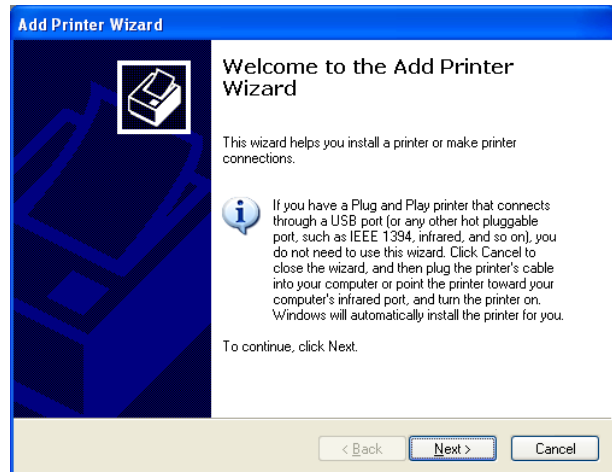 Add Printer Wizard
Welcome to the Add Printer
Wizard
This wizard helps you install a printer or make printer
connections.
If you have a Plug and Play printer that connects
through a USB port (or any other hot pluggable
port, such as IEEE 1394, infrared, and so on), you
do not need to use this wizard. Click Cancel to
close the wizard, and then plug the printer's cable
into your computer or point the printer toward your
computer's infrared port, and turn the printer on.
Windows will automatically install the printer for you.
To continue, click Next.
< Back Next > Cancel